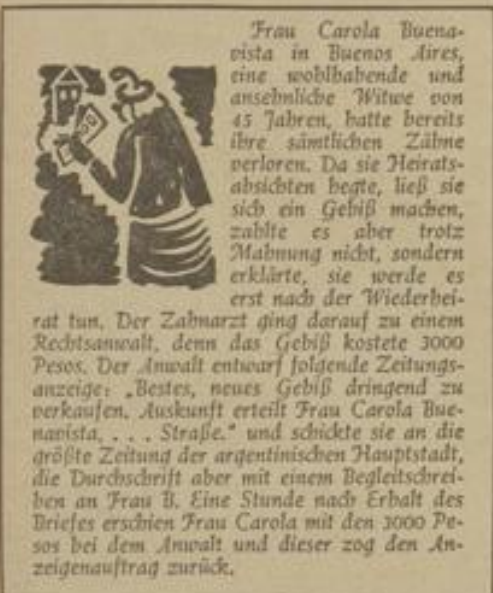 Frau Carola Buena-
vista in Buenos Aires,
eine wohlhabende und
ansehnliche Witwe von
45 Jahren, hatte bereits
ihre sämtlichen Zähne
verloren. Da sie Heirats-
absichten hegte, ließ sie
sich ein Gebiß machen,
zahlte es aber trotz
Mahnung nicht, sondern
erklärte, sie werde es
erst nach der Wiederhei-
rat tun. Der Zahnarzt ging darauf zu einem
Rechtsanwalt, denn das Gebiß kostete 3000
Pesos. Der Anwalt entwarf folgende Zeitungs-
anzeige: „Bestes, neues Gebiß dringend zu
verkaufen. Auskunft erteilt Frau Carola Bue-
navista, . . . Straße." und schickte sie an die
größte Zeitung der argentinischen Hauptstadt,
die Durchschrift aber mit einem Begleitschrei-
ben an Frau B. Eine Stunde nach Erhalt des
Briefes erschien Frau Carola mit den 3000 Pe-
sos bei dem Anwalt und dieser zog den An-
zeigenauftrag zurück.